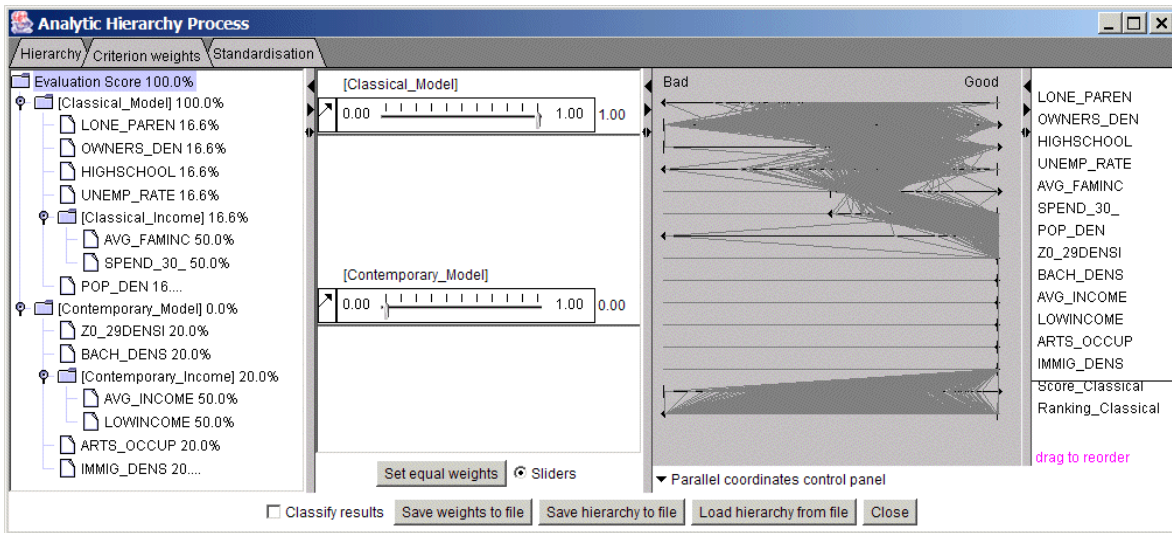 Analytic Hierarchy Process
Hierarchy Criterion weights Standardisation
Evaluation Score 100.0%
[Classical_Model] 100.0%
LONE_PAREN 16.6%
OWNERS_DEN 16.6%
HIGHSCHOOL 16.6%
UNEMP_RATE 16.6%
[Classical_Income] 16.6%
AVG_FAMINC 50.0%
SPEND_30_ 50.0%
POP_DEN 16....
[Contemporary_Model] 0.0%
Z0_29DENSI 20.0%
BACH_DENS 20.0%
[Contemporary_Income] 20.0%
AVG_INCOME 50.0%
LOWINCOME 50.0%
ARTS_OCCUP 20.0%
IMMIG_DENS 20....
[Classical_Model]
0.00 1.00 1.00
[Contemporary_Model]
0.00 1.00 0.00
Set equal weights Sliders
Bad Good
LONE_PAREN
OWNERS_DEN
HIGHSCHOOL
UNEMP_RATE
AVG_FAMINC
SPEND_30_
POP_DEN
Z0_29DENSI
BACH_DENS
AVG_INCOME
LOWINCOME
ARTS_OCCUP
IMMIG_DENS
Score_Classical
Ranking_Classical
drag to reorder
Parallel coordinates control panel
Classify results Save weights to file Save hierarchy to file Load hierarchy from file Close